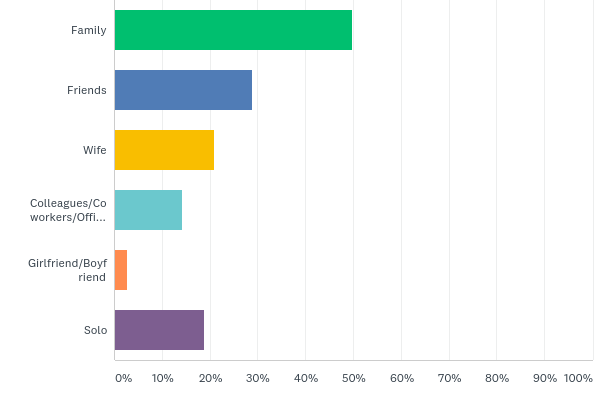 Family
Friends
Wife
Colleagues/Co
workers/Offi...
Girlfriend/Boyf
riend
Solo
0% 10% 20% 30% 40% 50% 60% 70% 80% 90% 100%